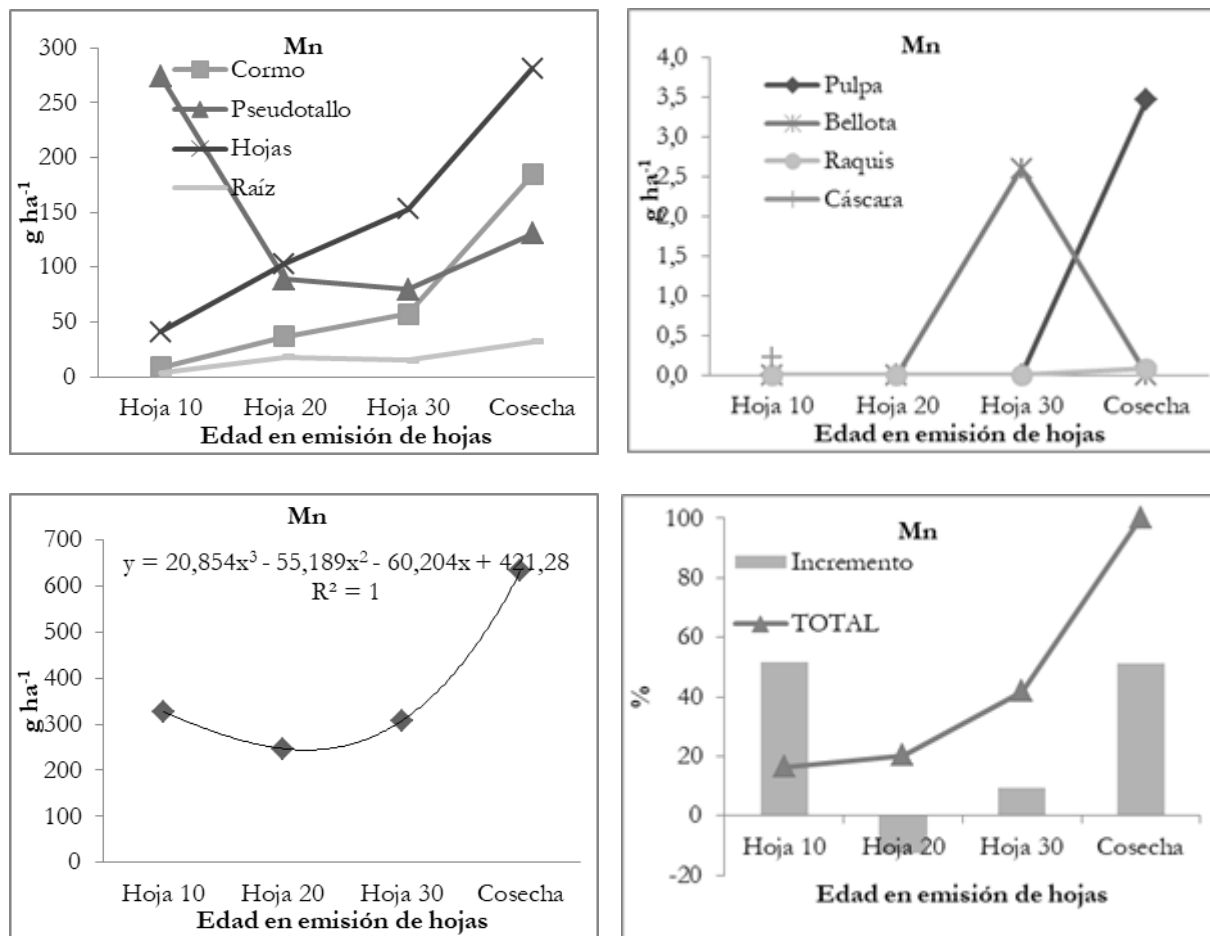 Mn
300
250
200
150
100
50
0
g ha⁻¹
Cormo
Pseudotallo
Hojas
Raíz
Hoja 10 Hoja 20 Hoja 30 Cosecha
Edad en emisión de hojas
Mn
4,0
3,5
3,0
2,5
2,0
1,5
1,0
0,5
0,0
g ha⁻¹
Pulpa
Bellota
Raquis
Cáscara
Hoja 10 Hoja 20 Hoja 30 Cosecha
Edad en emisión de hojas
Mn
y = 20,854x³ - 55,189x² - 60,204x + 421,28
R² = 1
700
600
500
400
300
200
100
0
g ha⁻¹
Hoja 10 Hoja 20 Hoja 30 Cosecha
Edad en emisión de hojas
Mn
100
80
60
40
20
0
-20
%
Incremento
TOTAL
Hoja 10 Hoja 20 Hoja 30 Cosecha
Edad en emisión de hojas